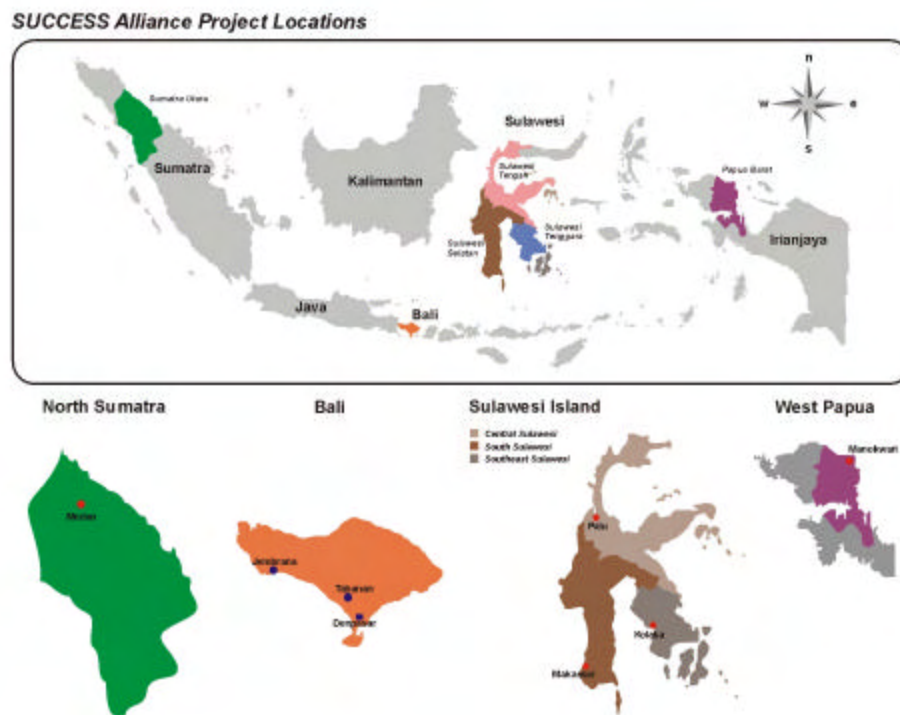 SUCCESS Alliance Project Locations
n
w
e
s
Sumatra Utara
Sumatra
Kalimantan
Sulawesi
Sulawesi
Tengah
Sulawesi
Selatan
Sulawesi
Tenggara
Papua Barat
Irianjaya
Java
Bali
North Sumatra
Bali
Sulawesi Island
West Papua
Central Sulawesi
South Sulawesi
Southeast Sulawesi
Manokwari
Medan
Palu
Jembrana
Tabanan
Denpasar
Kolaka
Makassar